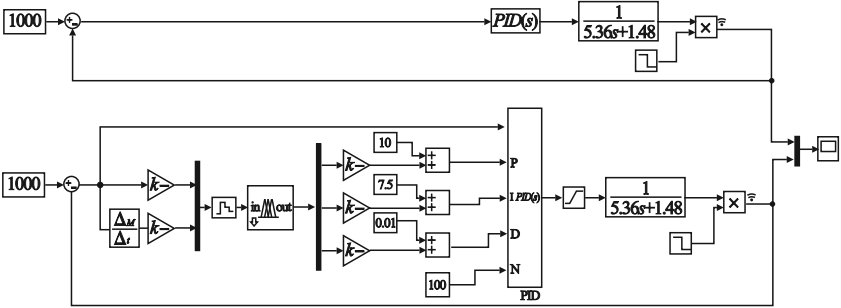 1000
+
−
PID(s)
1
5.36s+1.48
×
1000
+
−
k−
k−
ΔM
Δt
in
out
k−
k−
k−
10
7.5
0.01
100
+
+
+
+
+
+
P
I PID(s)
D
N
PID
1
5.36s+1.48
×